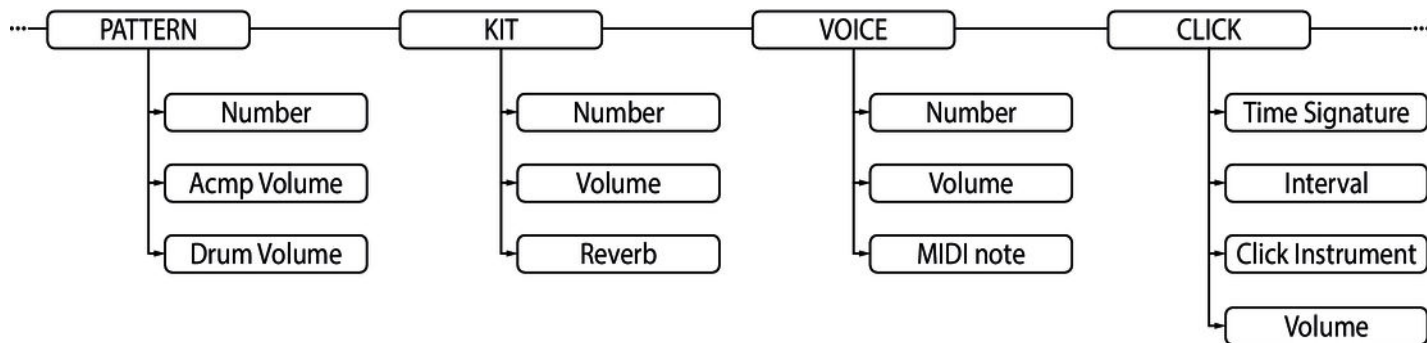 ... PATTERN KIT VOICE CLICK ...
Number Number Number Time Signature
Acmp Volume Volume Volume Interval
Drum Volume Reverb MIDI note Click Instrument
Volume